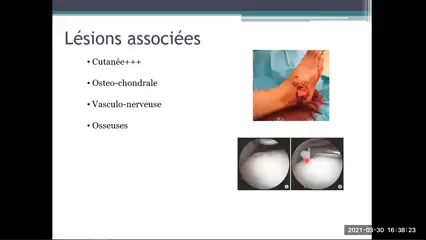 Lésions associées
• Cutanée+++
• Osteo-chondrale
• Vasculo-nerveuse
• Osseuses
2021-03-30 16:38:23